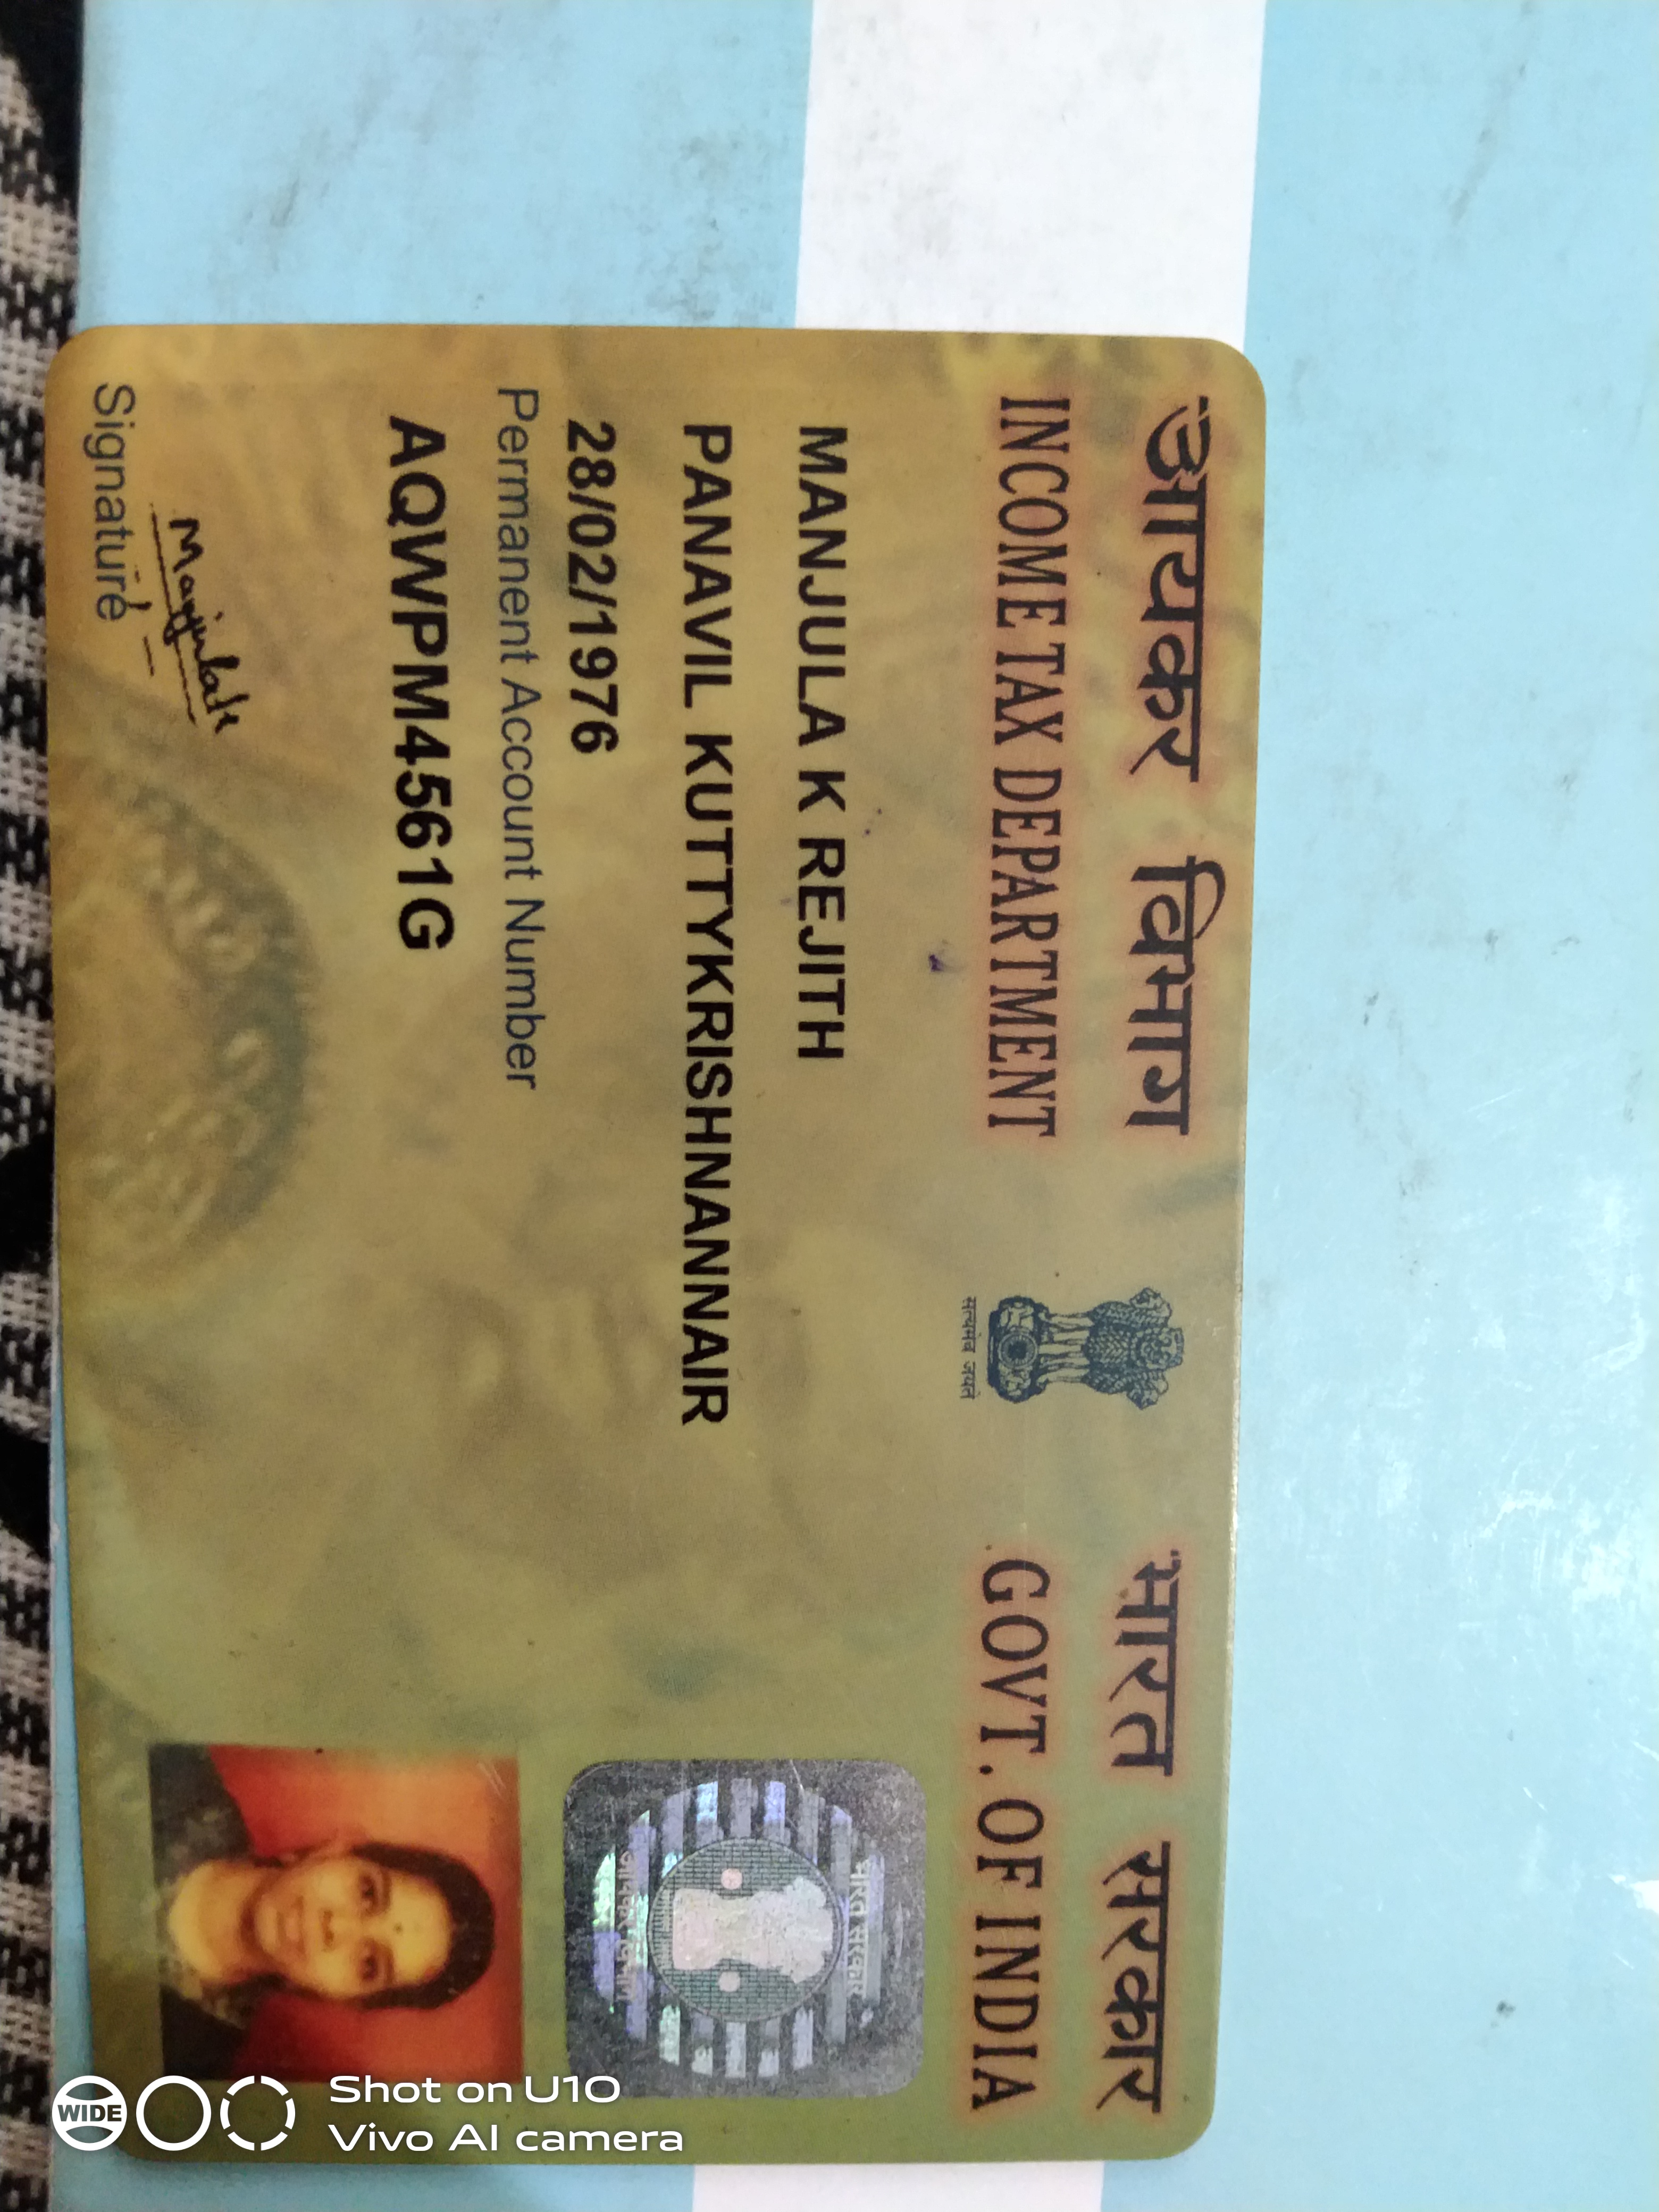 आयकर विभाग
INCOME TAX DEPARTMENT
सत्यमेव जयते
भारत सरकार
GOVT. OF INDIA
MANJULA K REJITH
PANAVIL KUTTYKRISHNANNAIR
28/02/1976
Permanent Account Number
AQWPM4561G
Signature
भारत सरकार
आयकर विभाग
Shot on U10
Vivo AI camera
WIDE